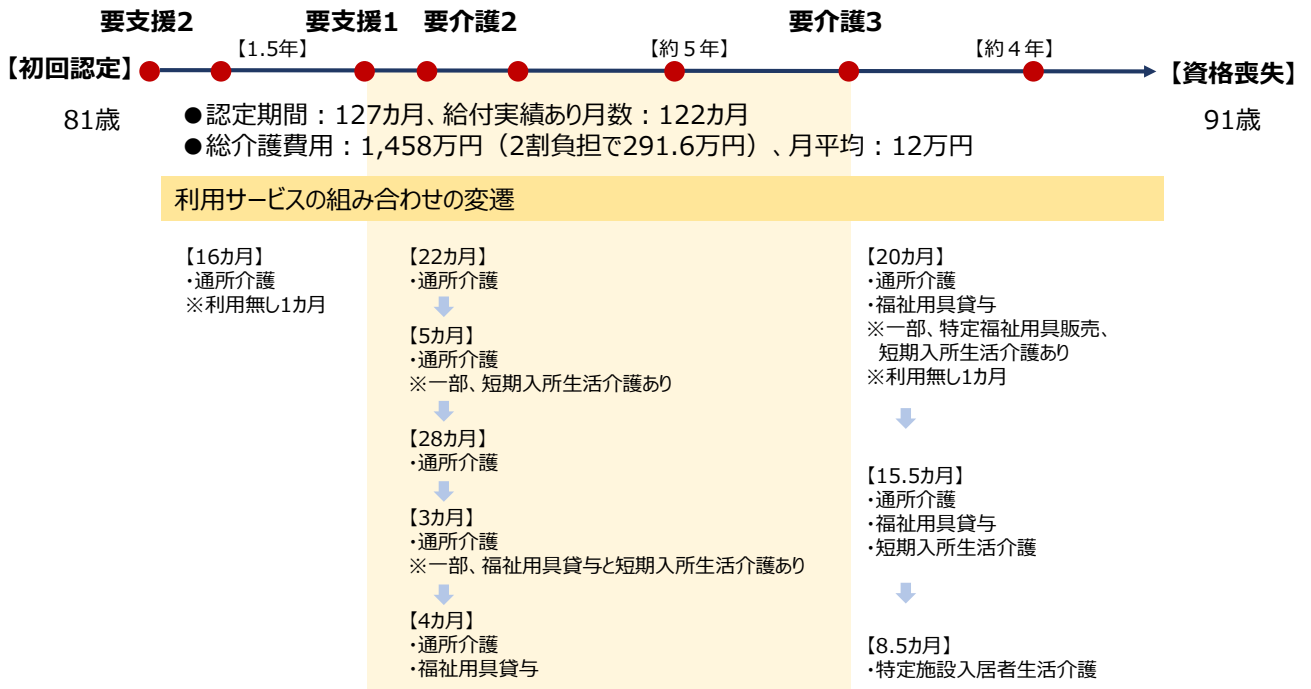 要支援2
要支援1
要介護2
要介護3
【1.5年】
【約５年】
【約４年】
【初回認定】
【資格喪失】
81歳
91歳
●認定期間：127カ月、給付実績あり月数：122カ月
●総介護費用：1,458万円（2割負担で291.6万円）、月平均：12万円
利用サービスの組み合わせの変遷
【16カ月】
・通所介護
※利用無し1カ月
【22カ月】
・通所介護
【5カ月】
・通所介護
※一部、短期入所生活介護あり
【28カ月】
・通所介護
【3カ月】
・通所介護
※一部、福祉用具貸与と短期入所生活介護あり
【4カ月】
・通所介護
・福祉用具貸与
【20カ月】
・通所介護
・福祉用具貸与
※一部、特定福祉用具販売、
短期入所生活介護あり
※利用無し1カ月
【15.5カ月】
・通所介護
・福祉用具貸与
・短期入所生活介護
【8.5カ月】
・特定施設入居者生活介護